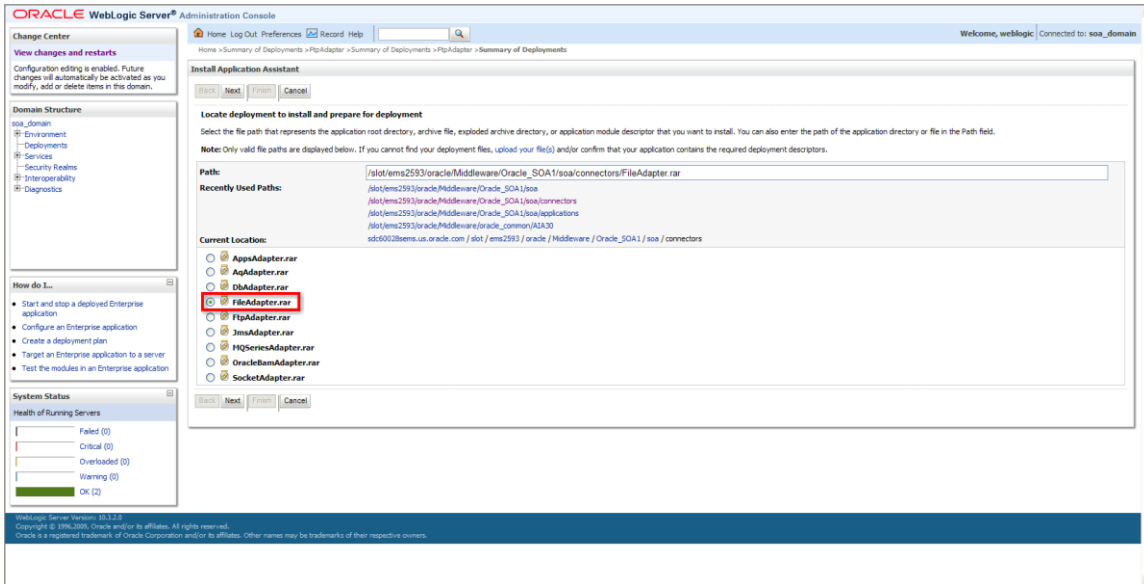 ORACLE WebLogic Server® Administration Console
Change Center
View changes and restarts
Configuration editing is enabled. Future
changes will automatically be activated as you
modify, add or delete items in this domain.
Domain Structure
soa_domain
Environment
Deployments
Services
Security Realms
Interoperability
Diagnostics
How do I...
Start and stop a deployed Enterprise
application
Configure an Enterprise application
Create a deployment plan
Target an Enterprise application to a server
Test the modules in an Enterprise application
System Status
Health of Running Servers
Failed (0)
Critical (0)
Overloaded (0)
Warning (0)
OK (2)
Home Log Out Preferences Record Help
Welcome, weblogic Connected to: soa_domain
Home >Summary of Deployments >FtpAdapter >Summary of Deployments >FtpAdapter >Summary of Deployments
Install Application Assistant
Back Next Finish Cancel
Locate deployment to install and prepare for deployment
Select the file path that represents the application root directory, archive file, exploded archive directory, or application module descriptor that you want to install. You can also enter the path of the application directory or file in the Path field.
Note: Only valid file paths are displayed below. If you cannot find your deployment files, upload your file(s) and/or confirm that your application contains the required deployment descriptors.
Path: /slot/ems2593/oracle/Middleware/Oracle_SOA1/soa/connectors/FileAdapter.rar
Recently Used Paths: /slot/ems2593/oracle/Middleware/Oracle_SOA1/soa
/slot/ems2593/oracle/Middleware/Oracle_SOA1/soa/connectors
/slot/ems2593/oracle/Middleware/Oracle_SOA1/soa/applications
/slot/ems2593/oracle/Middleware/oracle_common/AIA30
Current Location: sdc60028sems.us.oracle.com / slot / ems2593 / oracle / Middleware / Oracle_SOA1 / soa / connectors
AppsAdapter.rar
AqAdapter.rar
DbAdapter.rar
FileAdapter.rar
FtpAdapter.rar
JmsAdapter.rar
MQSeriesAdapter.rar
OracleBamAdapter.rar
SocketAdapter.rar
Back Next Finish Cancel
WebLogic Server Version: 10.3.2.0
Copyright © 1996,2009, Oracle and/or its affiliates. All rights reserved.
Oracle is a registered trademark of Oracle Corporation and/or its affiliates. Other names may be trademarks of their respective owners.